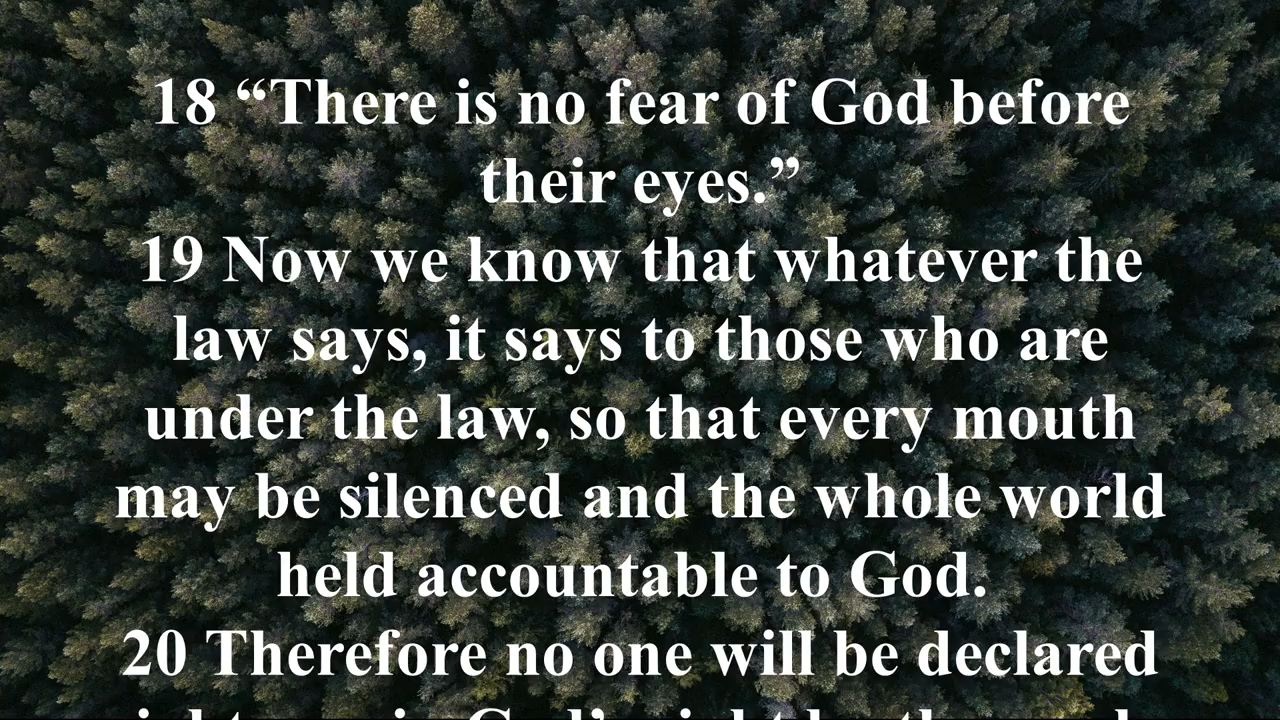 18 “There is no fear of God before
their eyes.”
19 Now we know that whatever the
law says, it says to those who are
under the law, so that every mouth
may be silenced and the whole world
held accountable to God.
20 Therefore no one will be declared